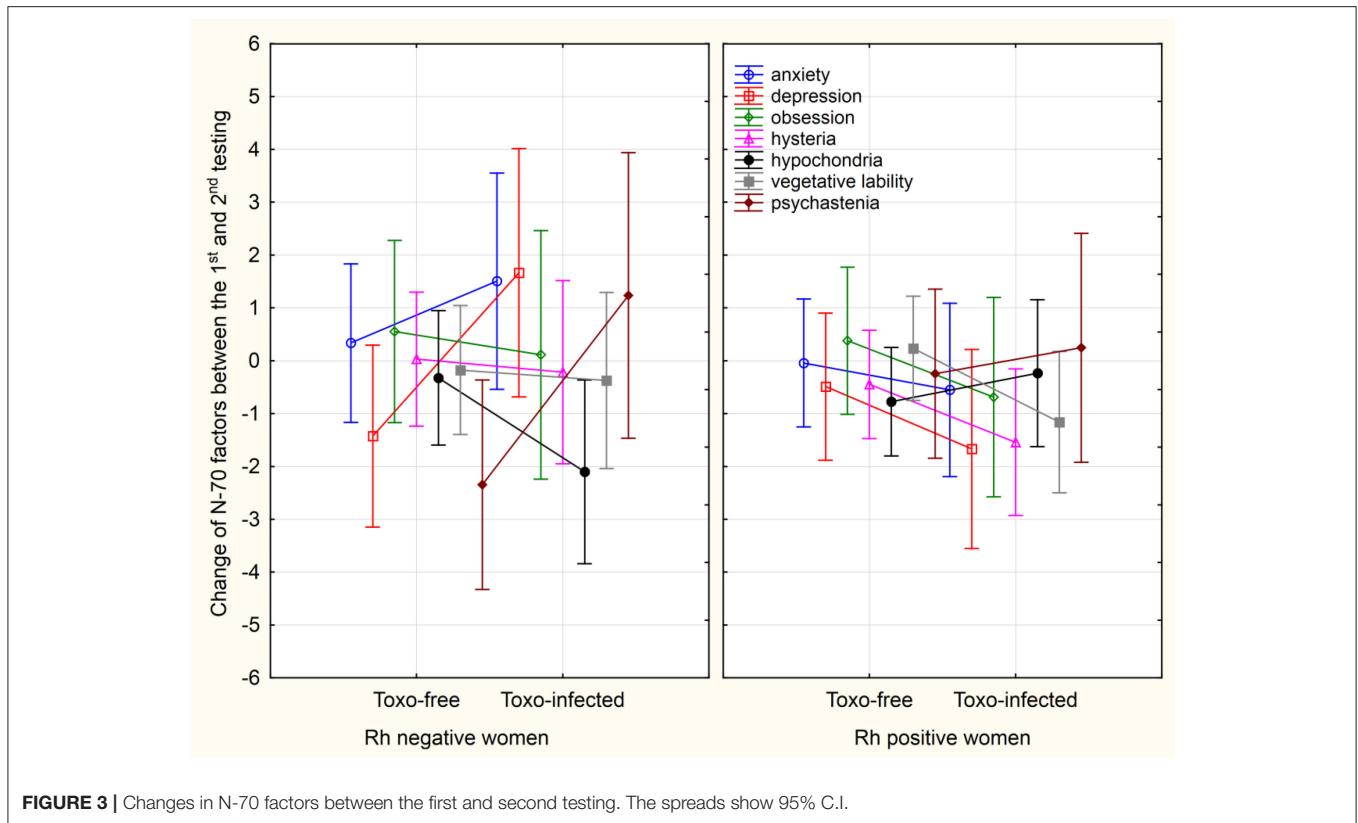 Change of N-70 factors between the 1st and 2nd testing
6
5
4
3
2
1
0
-1
-2
-3
-4
-5
-6
anxiety
depression
obsession
hysteria
hypochondria
vegetative lability
psychastenia
Toxo-free Toxo-infected
Rh negative women
Toxo-free Toxo-infected
Rh positive women
FIGURE 3 | Changes in N-70 factors between the first and second testing. The spreads show 95% C.I.